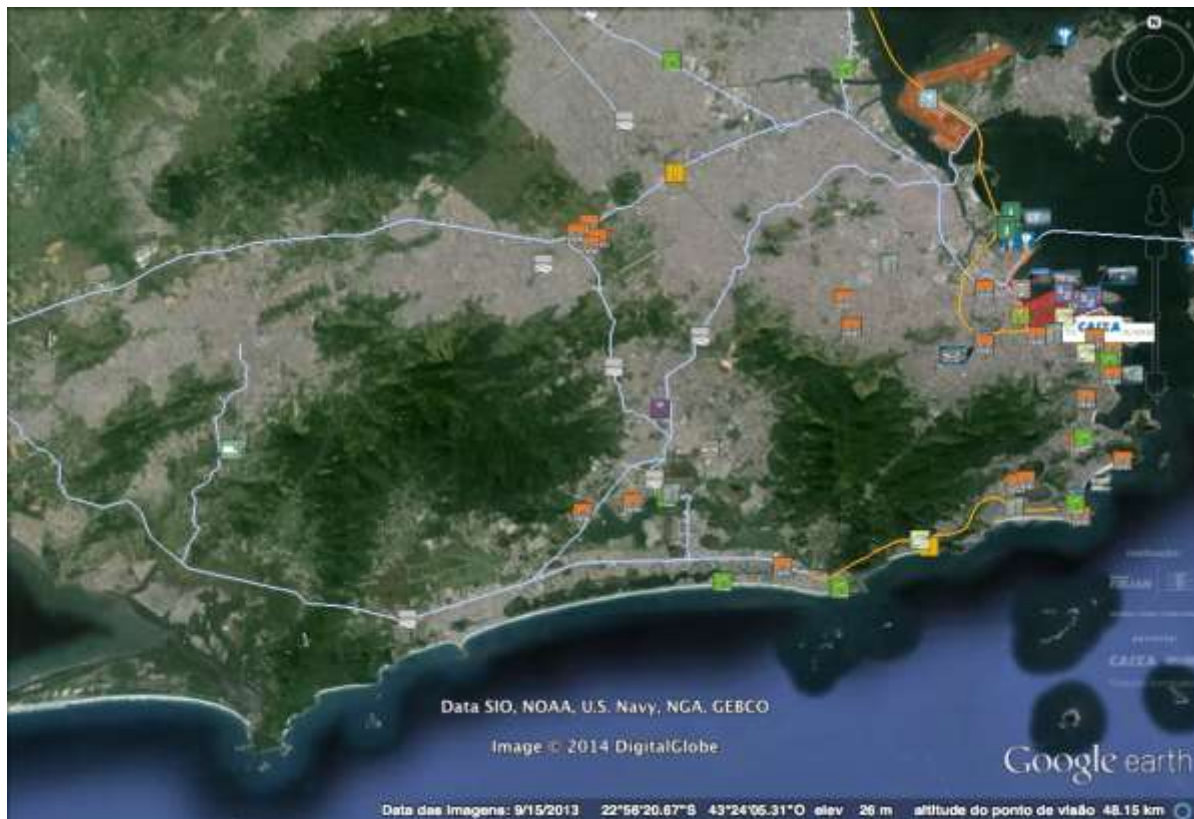 N
CAIXA
CAIXA
Data SIO, NOAA, U.S. Navy, NGA, GEBCO
Image © 2014 DigitalGlobe
Google earth
Data das Imagens: 9/15/2013 22°56'20.67"S 43°24'05.31"O elev 26 m altitude do ponto de visão 48.15 km